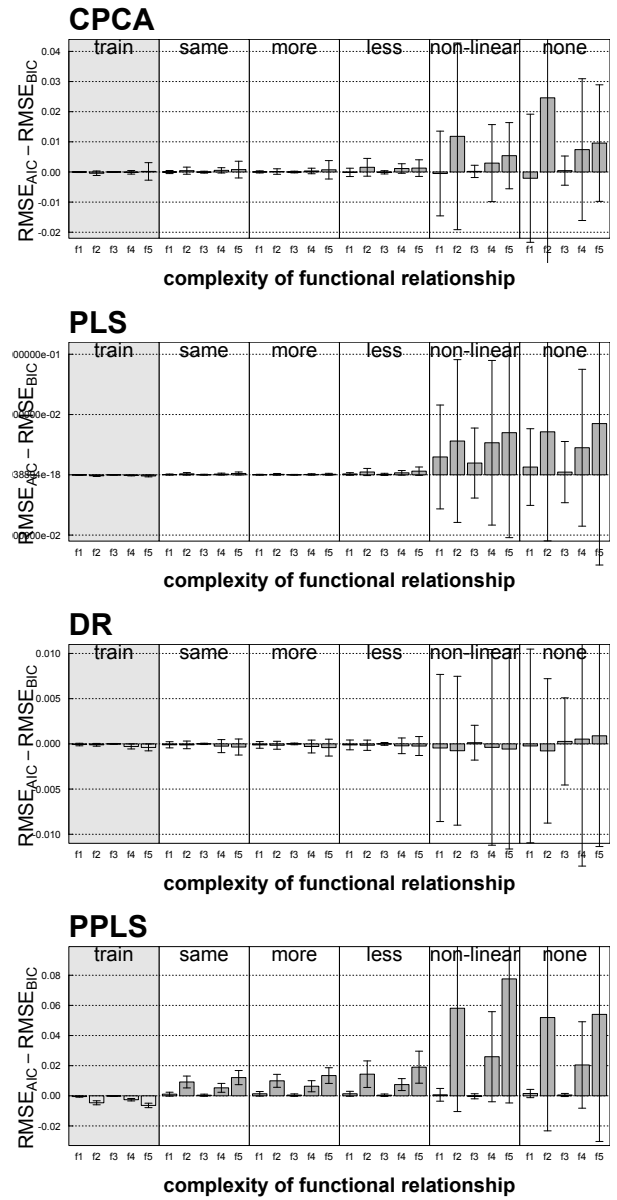 CPCA
train same more less non-linear none
RMSE_AIC − RMSE_BIC
0.04
0.03
0.02
0.01
0.00
-0.01
-0.02
f1 f2 f3 f4 f5 f1 f2 f3 f4 f5 f1 f2 f3 f4 f5 f1 f2 f3 f4 f5 f1 f2 f3 f4 f5 f1 f2 f3 f4 f5
complexity of functional relationship
PLS
train same more less non-linear none
RMSE_AIC − RMSE_BIC
00000e-01
e-02
e-18
e-02
f1 f2 f3 f4 f5 f1 f2 f3 f4 f5 f1 f2 f3 f4 f5 f1 f2 f3 f4 f5 f1 f2 f3 f4 f5 f1 f2 f3 f4 f5
complexity of functional relationship
DR
train same more less non-linear none
RMSE_AIC − RMSE_BIC
0.010
0.005
0.000
-0.005
-0.010
f1 f2 f3 f4 f5 f1 f2 f3 f4 f5 f1 f2 f3 f4 f5 f1 f2 f3 f4 f5 f1 f2 f3 f4 f5 f1 f2 f3 f4 f5
complexity of functional relationship
PPLS
train same more less non-linear none
RMSE_AIC − RMSE_BIC
0.08
0.06
0.04
0.02
0.00
-0.02
f1 f2 f3 f4 f5 f1 f2 f3 f4 f5 f1 f2 f3 f4 f5 f1 f2 f3 f4 f5 f1 f2 f3 f4 f5 f1 f2 f3 f4 f5
complexity of functional relationship